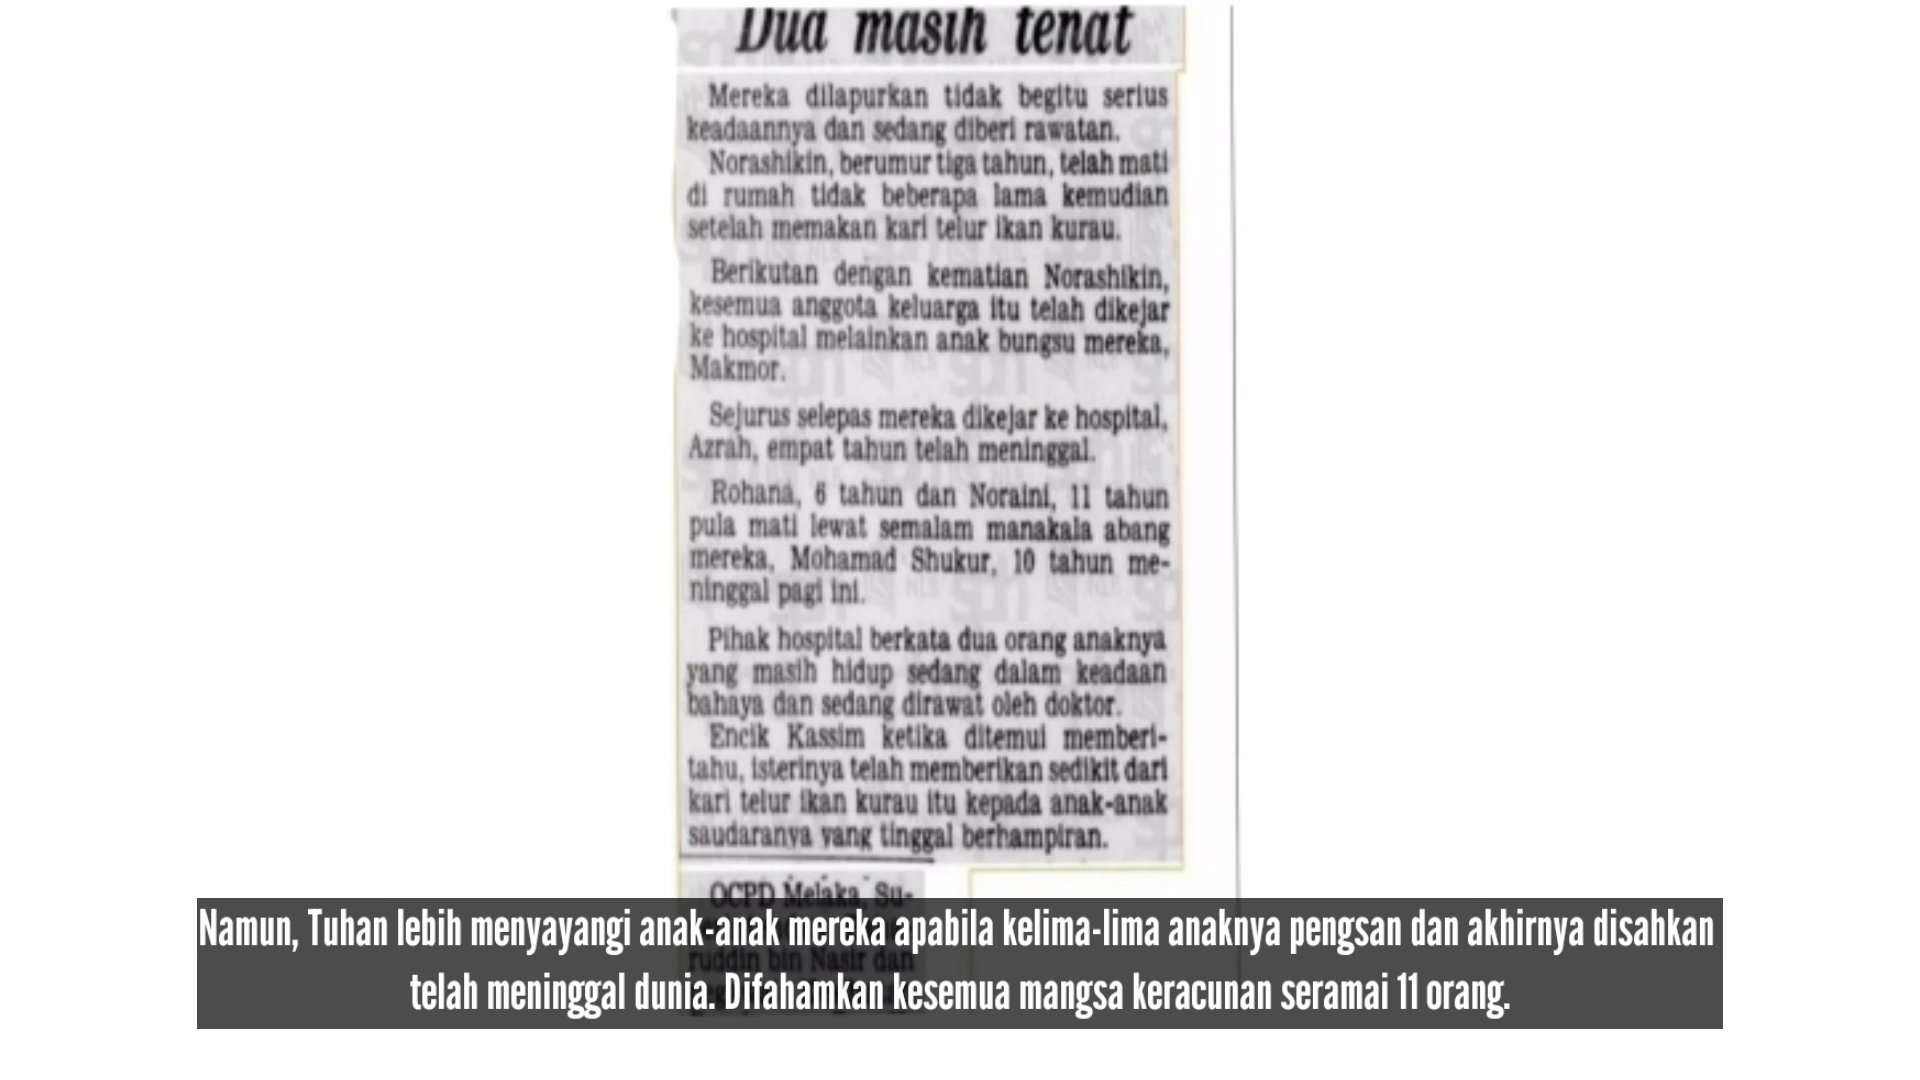 Dua masih tenat
Mereka dilapurkan tidak begitu serius
keadaannya dan sedang diberi rawatan.
Norashikin, berumur tiga tahun, telah mati
di rumah tidak beberapa lama kemudian
setelah memakan kari telur ikan kurau.
Berikutan dengan kematian Norashikin,
kesemua anggota keluarga itu telah dikejar
ke hospital melainkan anak bungsu mereka,
Makmor.
Sejurus selepas mereka dikejar ke hospital,
Azrah, empat tahun telah meninggal.
Rohana, 6 tahun dan Noraini, 11 tahun
pula mati lewat semalam manakala abang
mereka, Mohamad Shukur, 10 tahun me-
ninggal pagi ini.
Pihak hospital berkata dua orang anaknya
yang masih hidup sedang dalam keadaan
bahaya dan sedang dirawat oleh doktor.
Encik Kassim ketika ditemui memberi-
tahu, isterinya telah memberikan sedikit dari
kari telur ikan kurau itu kepada anak-anak
saudaranya yang tinggal berhampiran.
OCPD Melaka, Su-
ruddin bin Nasir dan
Namun, Tuhan lebih menyayangi anak-anak mereka apabila kelima-lima anaknya pengsan dan akhirnya disahkan
telah meninggal dunia. Difahamkan kesemua mangsa keracunan seramai 11 orang.